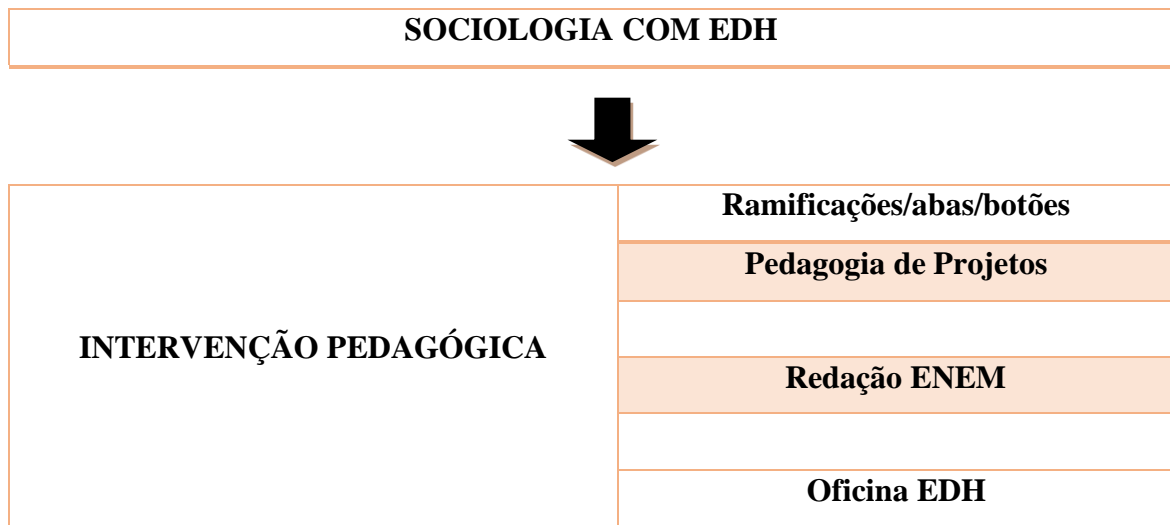 SOCIOLOGIA COM EDH
Ramificações/abas/botões
Pedagogia de Projetos
INTERVENÇÃO PEDAGÓGICA
Redação ENEM
Oficina EDH